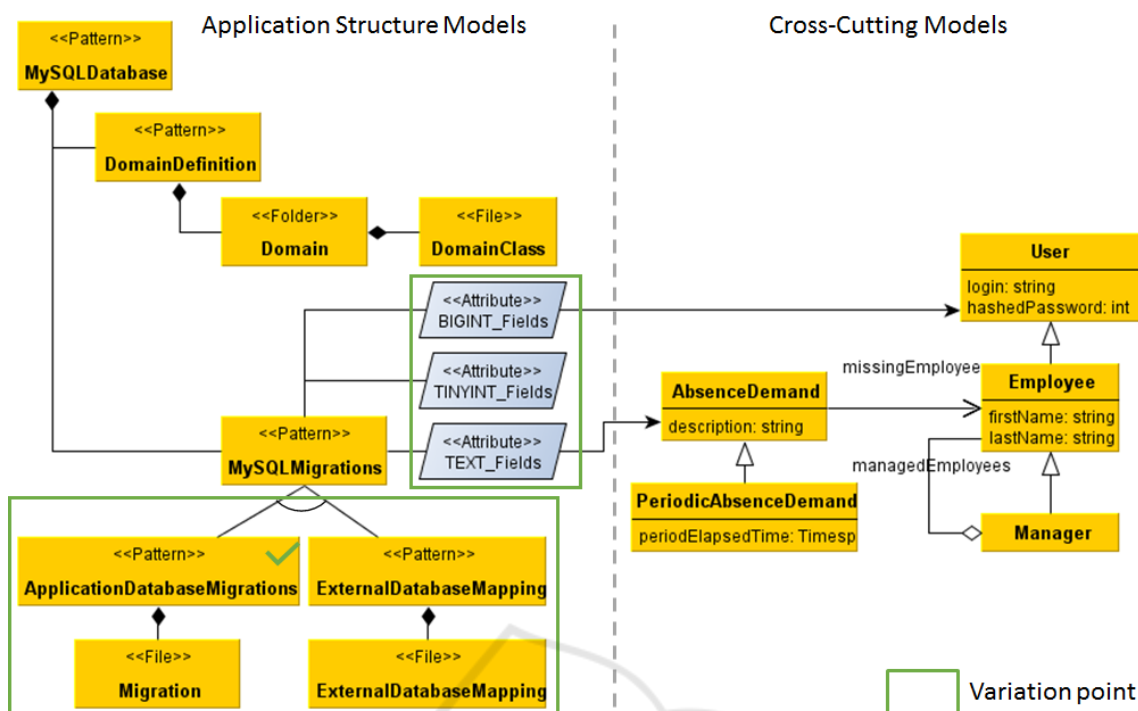 Application Structure Models
Cross-Cutting Models
<<Pattern>>
MySQLDatabase
<<Pattern>>
DomainDefinition
<<Folder>>
Domain
<<File>>
DomainClass
<<Attribute>>
BIGINT_Fields
<<Attribute>>
TINYINT_Fields
<<Attribute>>
TEXT_Fields
<<Pattern>>
MySQLMigrations
<<Pattern>>
ApplicationDatabaseMigrations
<<Pattern>>
ExternalDatabaseMapping
<<File>>
Migration
<<File>>
ExternalDatabaseMapping
User
login: string
hashedPassword: int
missingEmployee
AbsenceDemand
description: string
Employee
firstName: string
lastName: string
managedEmployees
PeriodicAbsenceDemand
periodElapsedTime: Timesp
Manager
Variation point